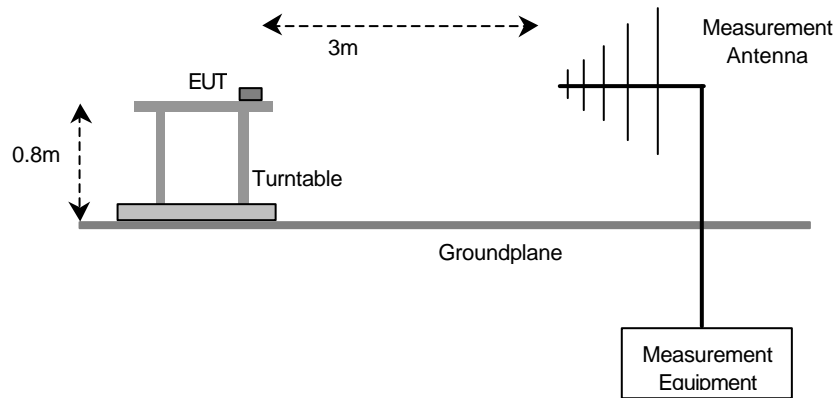 3m
Measurement
Antenna
EUT
0.8m
Turntable
Groundplane
Measurement
Equipment